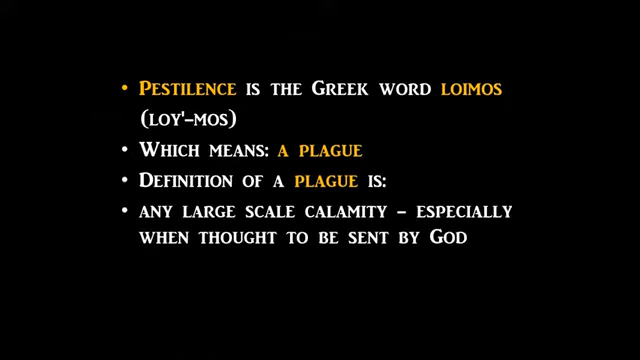 • Pestilence is the Greek word loimos
(loy'-mos)
• Which means: a plague
• Definition of a plague is:
• any large scale calamity - especially
when thought to be sent by God